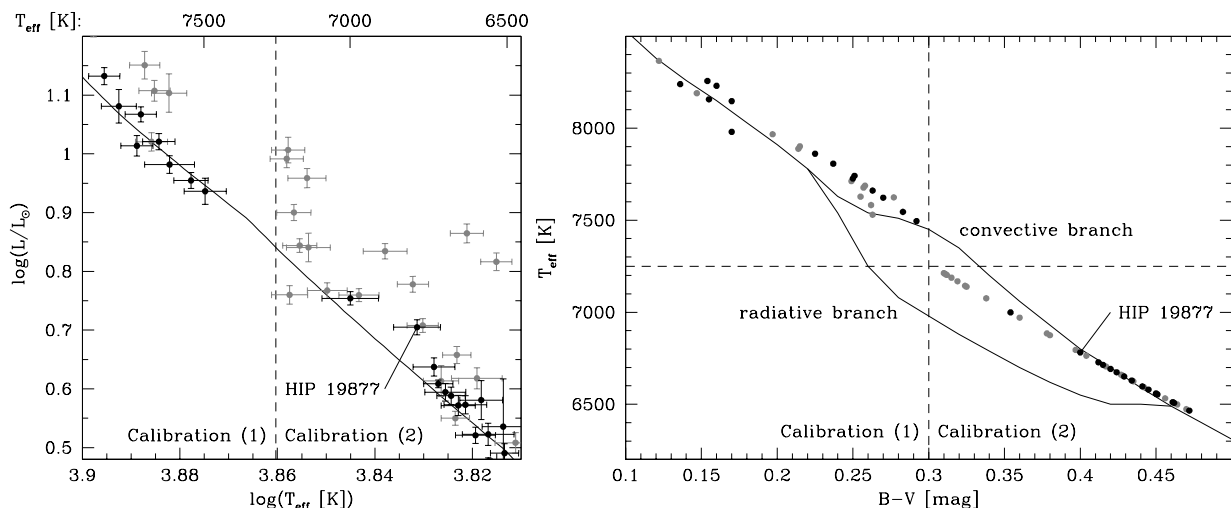 T_eff [K]: 7500 7000 6500
log(L/L_⊙)
1.1
1
0.9
0.8
0.7
0.6
0.5
HIP 19877
Calibration (1) Calibration (2)
3.9 3.88 3.86 3.84 3.82
log(T_eff [K])
T_eff [K]
8000
7500
7000
6500
convective branch
radiative branch
HIP 19877
Calibration (1) Calibration (2)
0.1 0.15 0.2 0.25 0.3 0.35 0.4 0.45
B-V [mag]